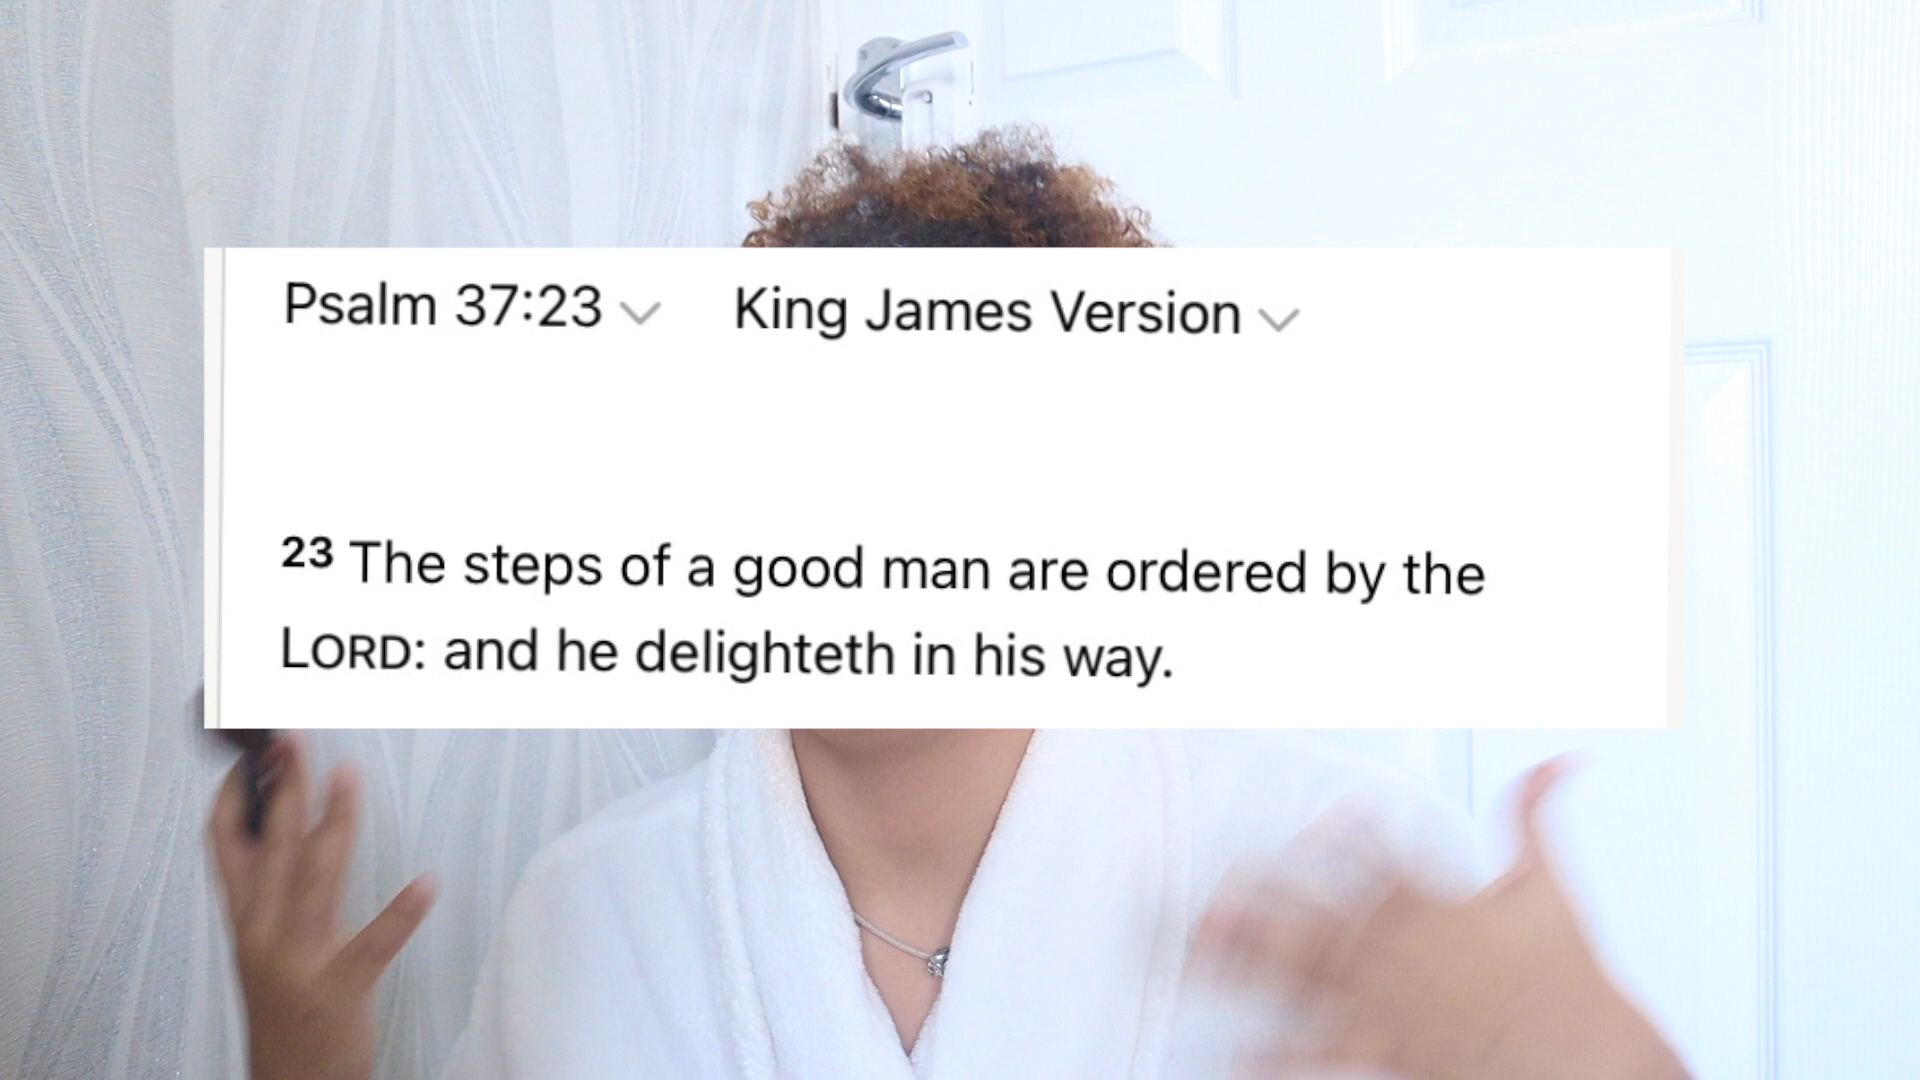 Psalm 37:23 King James Version
23 The steps of a good man are ordered by the
LORD: and he delighteth in his way.